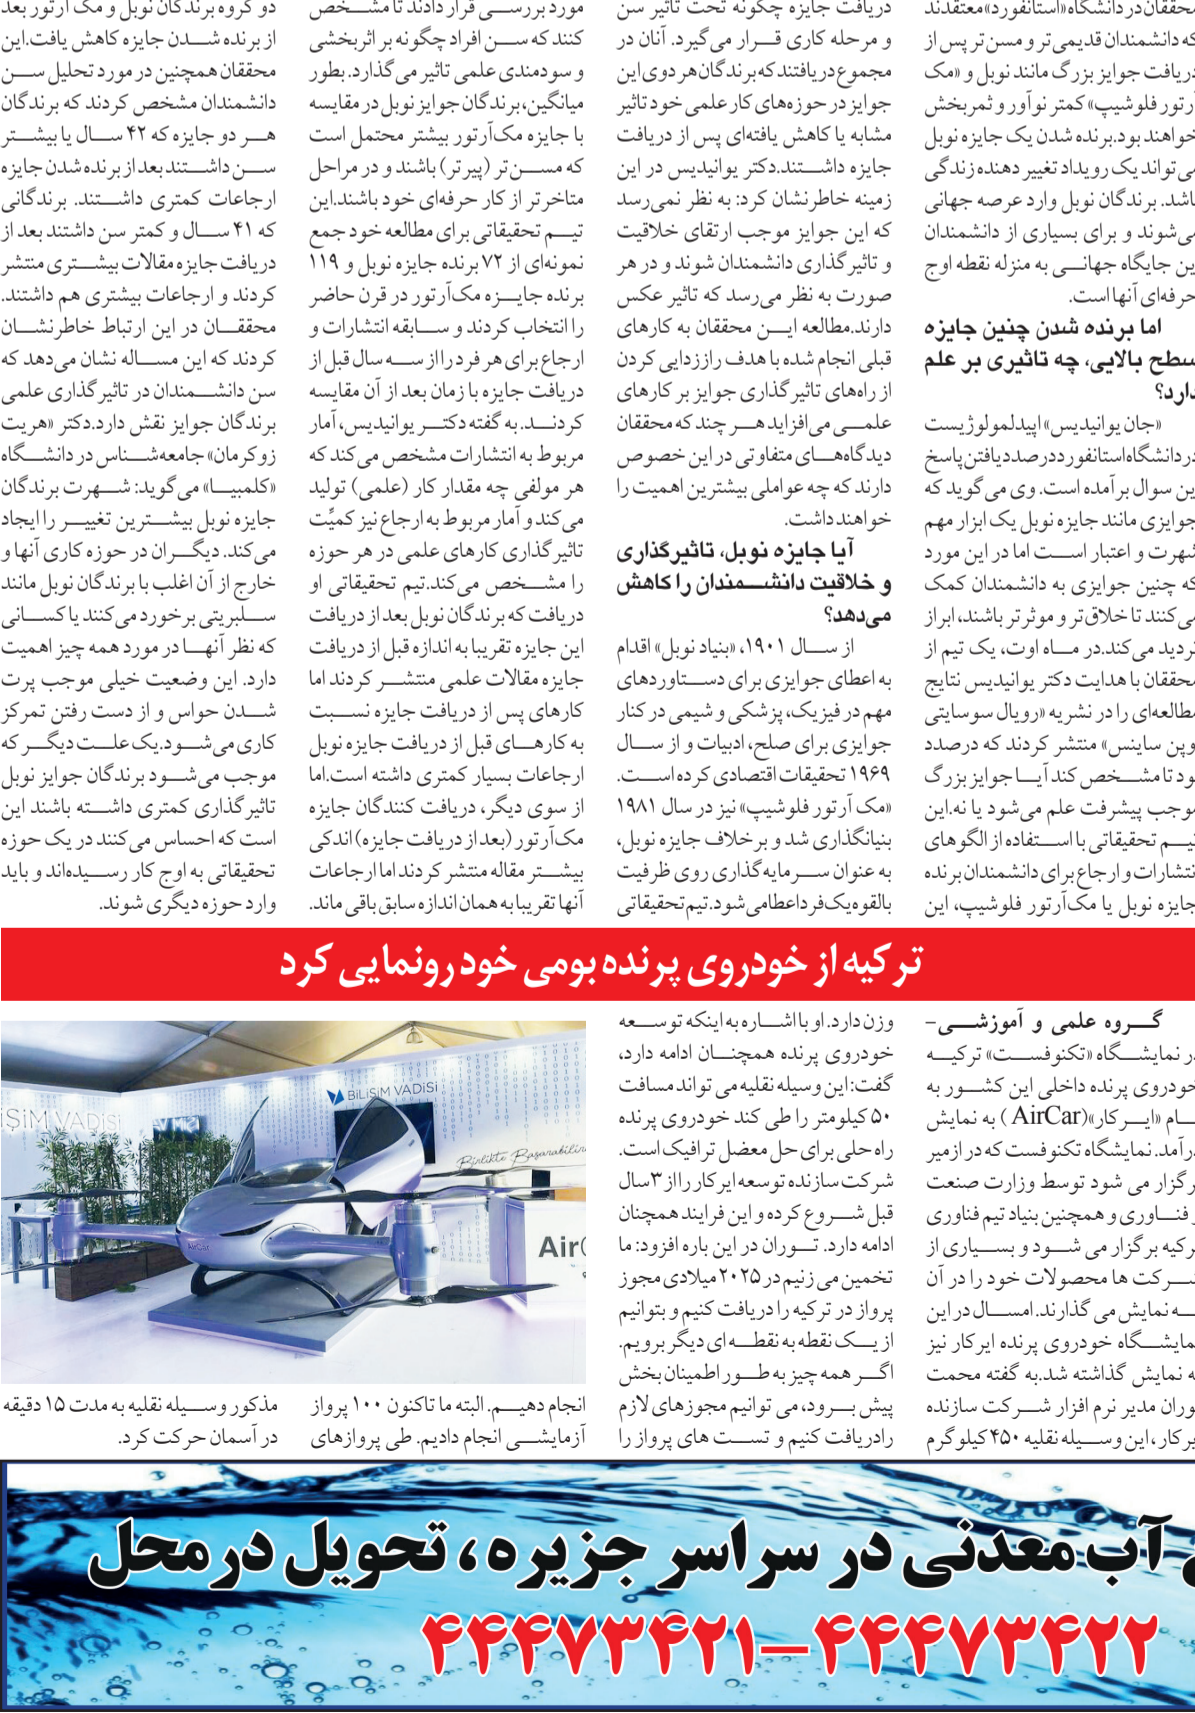 محققان در دانشگاه «استانفورد» معتقدند
که دانشمندان قدیمی‌تر و مسن‌تر پس از
دریافت جوایز بزرگ مانند نوبل و «مک
آرتور فلوشیپ» کمتر نوآور و ثمربخش
خواهند بود.برنده شدن یک جایزه نوبل
می‌تواند یک رویداد تغییر دهنده زندگی
باشد. برندگان نوبل وارد عرصه جهانی
می‌شوند و برای بسیاری از دانشمندان
این جایگاه جهانی به منزله نقطه اوج
حرفه‌ای آنها است.
اما برنده شدن چنین جایزه
سطح بالایی، چه تاثیری بر علم
دارد؟
«جان یوانیدیس» اپیدلمولوژیست
در دانشگاه استانفورد درصدد یافتن پاسخ
این سوال برآمده است. وی می‌گوید که
جوایزی مانند جایزه نوبل یک ابزار مهم
شهرت و اعتبار است اما در این مورد
که چنین جوایزی به دانشمندان کمک
می‌کنند تا خلاق‌تر و موثرتر باشند، ابراز
تردید می‌کند.در ماه اوت، یک تیم از
محققان با هدایت دکتر یوانیدیس نتایج
مطالعه‌ای را در نشریه «رویال سوسایتی
اوپن ساینس» منتشر کردند که درصدد
بود تا مشخص کند آیا جوایز بزرگ
موجب پیشرفت علم می‌شود یا نه.این
تیم تحقیقاتی با استفاده از الگوهای
انتشارات و ارجاع برای دانشمندان برنده
جایزه نوبل یا مک‌آرتور فلوشیپ، این
دریافت جایزه چگونه تحت تاثیر سن
و مرحله کاری قرار می‌گیرد. آنان در
مجموع دریافتند که برندگان هر دوی این
جوایز در حوزه‌های کار علمی خود تاثیر
مشابه یا کاهش یافته‌ای پس از دریافت
جایزه داشتند.دکتر یوانیدیس در این
زمینه خاطرنشان کرد: به نظر نمی‌رسد
که این جوایز موجب ارتقای خلاقیت
و تاثیرگذاری دانشمندان شوند و در هر
صورت به نظر می‌رسد که تاثیر عکس
دارند.مطالعه این محققان به کارهای
قبلی انجام شده با هدف راززدایی کردن
از راه‌های تاثیرگذاری جوایز بر کارهای
علمی می‌افزاید هر چند که محققان
دیدگاه‌های متفاوتی در این خصوص
دارند که چه عواملی بیشترین اهمیت را
خواهند داشت.
آیا جایزه نوبل، تاثیرگذاری
و خلاقیت دانشمندان را کاهش
می‌دهد؟
از سال ۱۹۰۱، «بنیاد نوبل» اقدام
به اعطای جوایزی برای دستاوردهای
مهم در فیزیک، پزشکی و شیمی در کنار
جوایزی برای صلح، ادبیات و از سال
۱۹۶۹ تحقیقات اقتصادی کرده است.
«مک آرتور فلوشیپ» نیز در سال ۱۹۸۱
بنیانگذاری شد و برخلاف جایزه نوبل،
به عنوان سرمایه‌گذاری روی ظرفیت
بالقوه یک فرد اعطا می‌شود. تیم تحقیقاتی
مورد بررسی قرار دادند تا مشخص
کنند که سن افراد چگونه بر اثربخشی
و سودمندی علمی تاثیر می‌گذارد. بطور
میانگین، برندگان جوایز نوبل در مقایسه
با جایزه مک‌آرتور بیشتر محتمل است
که مسن‌تر (پیرتر) باشند و در مراحل
متاخرتر از کار حرفه‌ای خود باشند.این
تیم تحقیقاتی برای مطالعه خود جمع
نمونه‌ای از ۷۲ برنده جایزه نوبل و ۱۱۹
برنده جایزه مک‌آرتور در قرن حاضر
را انتخاب کردند و سابقه انتشارات و
ارجاع برای هر فرد را از سه سال قبل از
دریافت جایزه با زمان بعد از آن مقایسه
کردند. به گفته دکتر یوانیدیس، آمار
مربوط به انتشارات مشخص می‌کند که
هر مولفی چه مقدار کار (علمی) تولید
می‌کند و آمار مربوط به ارجاع نیز کمیّت
تاثیرگذاری کارهای علمی در هر حوزه
را مشخص می‌کند.تیم تحقیقاتی او
دریافت که برندگان نوبل بعد از دریافت
این جایزه تقریبا به اندازه قبل از دریافت
جایزه مقالات علمی منتشر کردند اما
کارهای پس از دریافت جایزه نسبت
به کارهای قبل از دریافت جایزه نوبل
ارجاعات بسیار کمتری داشته است.اما
از سوی دیگر، دریافت کنندگان جایزه
مک‌آرتور (بعد از دریافت جایزه) اندکی
بیشتر مقاله منتشر کردند اما ارجاعات
آنها تقریبا به همان اندازه سابق باقی ماند.
دو گروه برندگان نوبل و مک آرتور بعد
از برنده شدن جایزه کاهش یافت.این
محققان همچنین در مورد تحلیل سن
دانشمندان مشخص کردند که برندگان
هر دو جایزه که ۴۲ سال یا بیشتر
سن داشتند بعد از برنده شدن جایزه
ارجاعات کمتری داشتند. برندگانی
که ۴۱ سال و کمتر سن داشتند بعد از
دریافت جایزه مقالات بیشتری منتشر
کردند و ارجاعات بیشتری هم داشتند.
محققان در این ارتباط خاطرنشان
کردند که این مساله نشان می‌دهد که
سن دانشمندان در تاثیرگذاری علمی
برندگان جوایز نقش دارد.دکتر «هریت
زوکرمان» جامعه‌شناس در دانشگاه
«کلمبیا» می‌گوید: شهرت برندگان
جایزه نوبل بیشترین تغییر را ایجاد
می‌کند. دیگران در حوزه کاری آنها و
خارج از آن اغلب با برندگان نوبل مانند
سلبریتی برخورد می‌کنند یا کسانی
که نظر آنها در مورد همه چیز اهمیت
دارد. این وضعیت خیلی موجب پرت
شدن حواس و از دست رفتن تمرکز
کاری می‌شود.یک علت دیگر که
موجب می‌شود برندگان جوایز نوبل
تاثیرگذاری کمتری داشته باشند این
است که احساس می‌کنند در یک حوزه
تحقیقاتی به اوج کار رسیده‌اند و باید
وارد حوزه دیگری شوند.
ترکیه از خودروی پرنده بومی خود رونمایی کرد
گروه علمی و آموزشی-
در نمایشگاه «تکنوفست» ترکیه
خودروی پرنده داخلی این کشور به
نام «ایرکار»(AirCar) به نمایش
درآمد. نمایشگاه تکنوفست که در ازمیر
برگزار می شود توسط وزارت صنعت
و فناوری و همچنین بنیاد تیم فناوری
ترکیه برگزار می شود و بسیاری از
شرکت ها محصولات خود را در آن
به نمایش می گذارند. امسال در این
نمایشگاه خودروی پرنده ایرکار نیز
به نمایش گذاشته شد.به گفته محمت
توران مدیر نرم افزار شرکت سازنده
ایرکار ، این وسیله نقلیه ۴۵۰ کیلوگرم
وزن دارد. او با اشاره به اینکه توسعه
خودروی پرنده همچنان ادامه دارد،
گفت: این وسیله نقلیه می تواند مسافت
۵۰ کیلومتر را طی کند خودروی پرنده
راه حلی برای حل معضل ترافیک است.
شرکت سازنده توسعه ایرکار را از ۳سال
قبل شروع کرده و این فرایند همچنان
ادامه دارد. توران در این باره افزود: ما
تخمین می زنیم در ۲۰۲۵ میلادی مجوز
پرواز در ترکیه را دریافت کنیم و بتوانیم
از یک نقطه به نقطه ای دیگر برویم.
اگر همه چیز به طور اطمینان بخش
پیش برود، می توانیم مجوزهای لازم
رادریافت کنیم و تست های پرواز را
BİLİŞİM VADİSİ
İLİŞİM VADİSİ
Birlikte Başarabiliriz
AirCar
AirC
انجام دهیم. البته ما تاکنون ۱۰۰ پرواز
آزمایشی انجام دادیم. طی پروازهای
مذکور وسیله نقلیه به مدت ۱۵ دقیقه
در آسمان حرکت کرد.
آب معدنی در سراسر جزیره ، تحویل درمحل
۴۴۴۷۳۴۲۱-۴۴۴۷۳۴۲۲